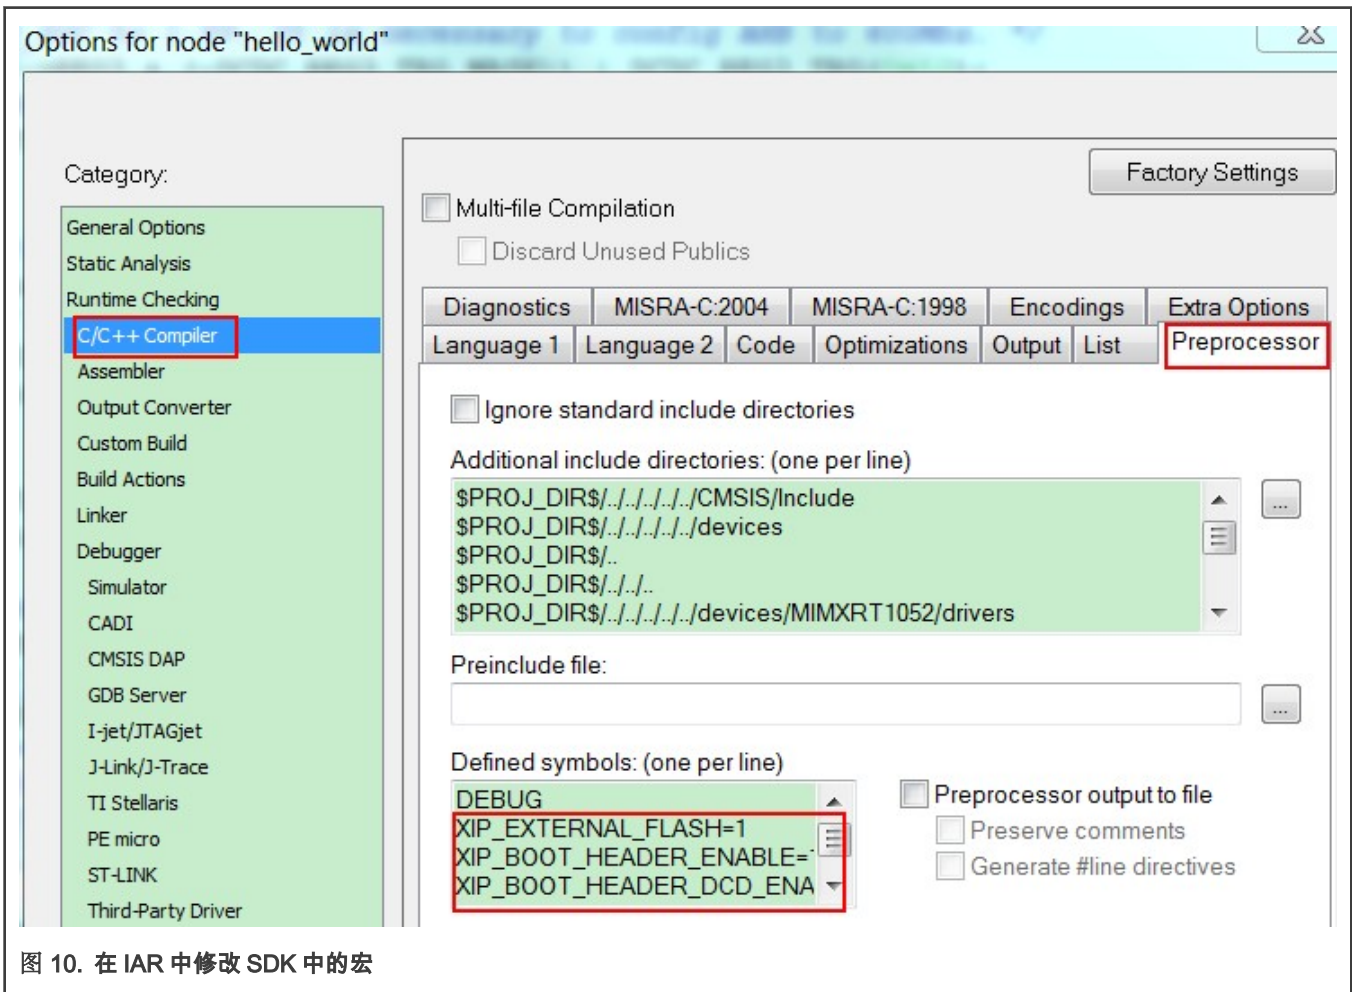 Options for node "hello_world"
Category:
General Options
Static Analysis
Runtime Checking
C/C++ Compiler
Assembler
Output Converter
Custom Build
Build Actions
Linker
Debugger
Simulator
CADI
CMSIS DAP
GDB Server
I-jet/JTAGjet
J-Link/J-Trace
TI Stellaris
PE micro
ST-LINK
Third-Party Driver
Factory Settings
Multi-file Compilation
Discard Unused Publics
Diagnostics MISRA-C:2004 MISRA-C:1998 Encodings Extra Options
Language 1 Language 2 Code Optimizations Output List Preprocessor
Ignore standard include directories
Additional include directories: (one per line)
$PROJ_DIR$/../../../../../CMSIS/Include
$PROJ_DIR$/../../../../../devices
$PROJ_DIR$/..
$PROJ_DIR$/../../..
$PROJ_DIR$/../../../../../devices/MIMXRT1052/drivers
...
Preinclude file:
...
Defined symbols: (one per line)
DEBUG
XIP_EXTERNAL_FLASH=1
XIP_BOOT_HEADER_ENABLE=
XIP_BOOT_HEADER_DCD_ENA
Preprocessor output to file
Preserve comments
Generate #line directives
图 10. 在 IAR 中修改 SDK 中的宏